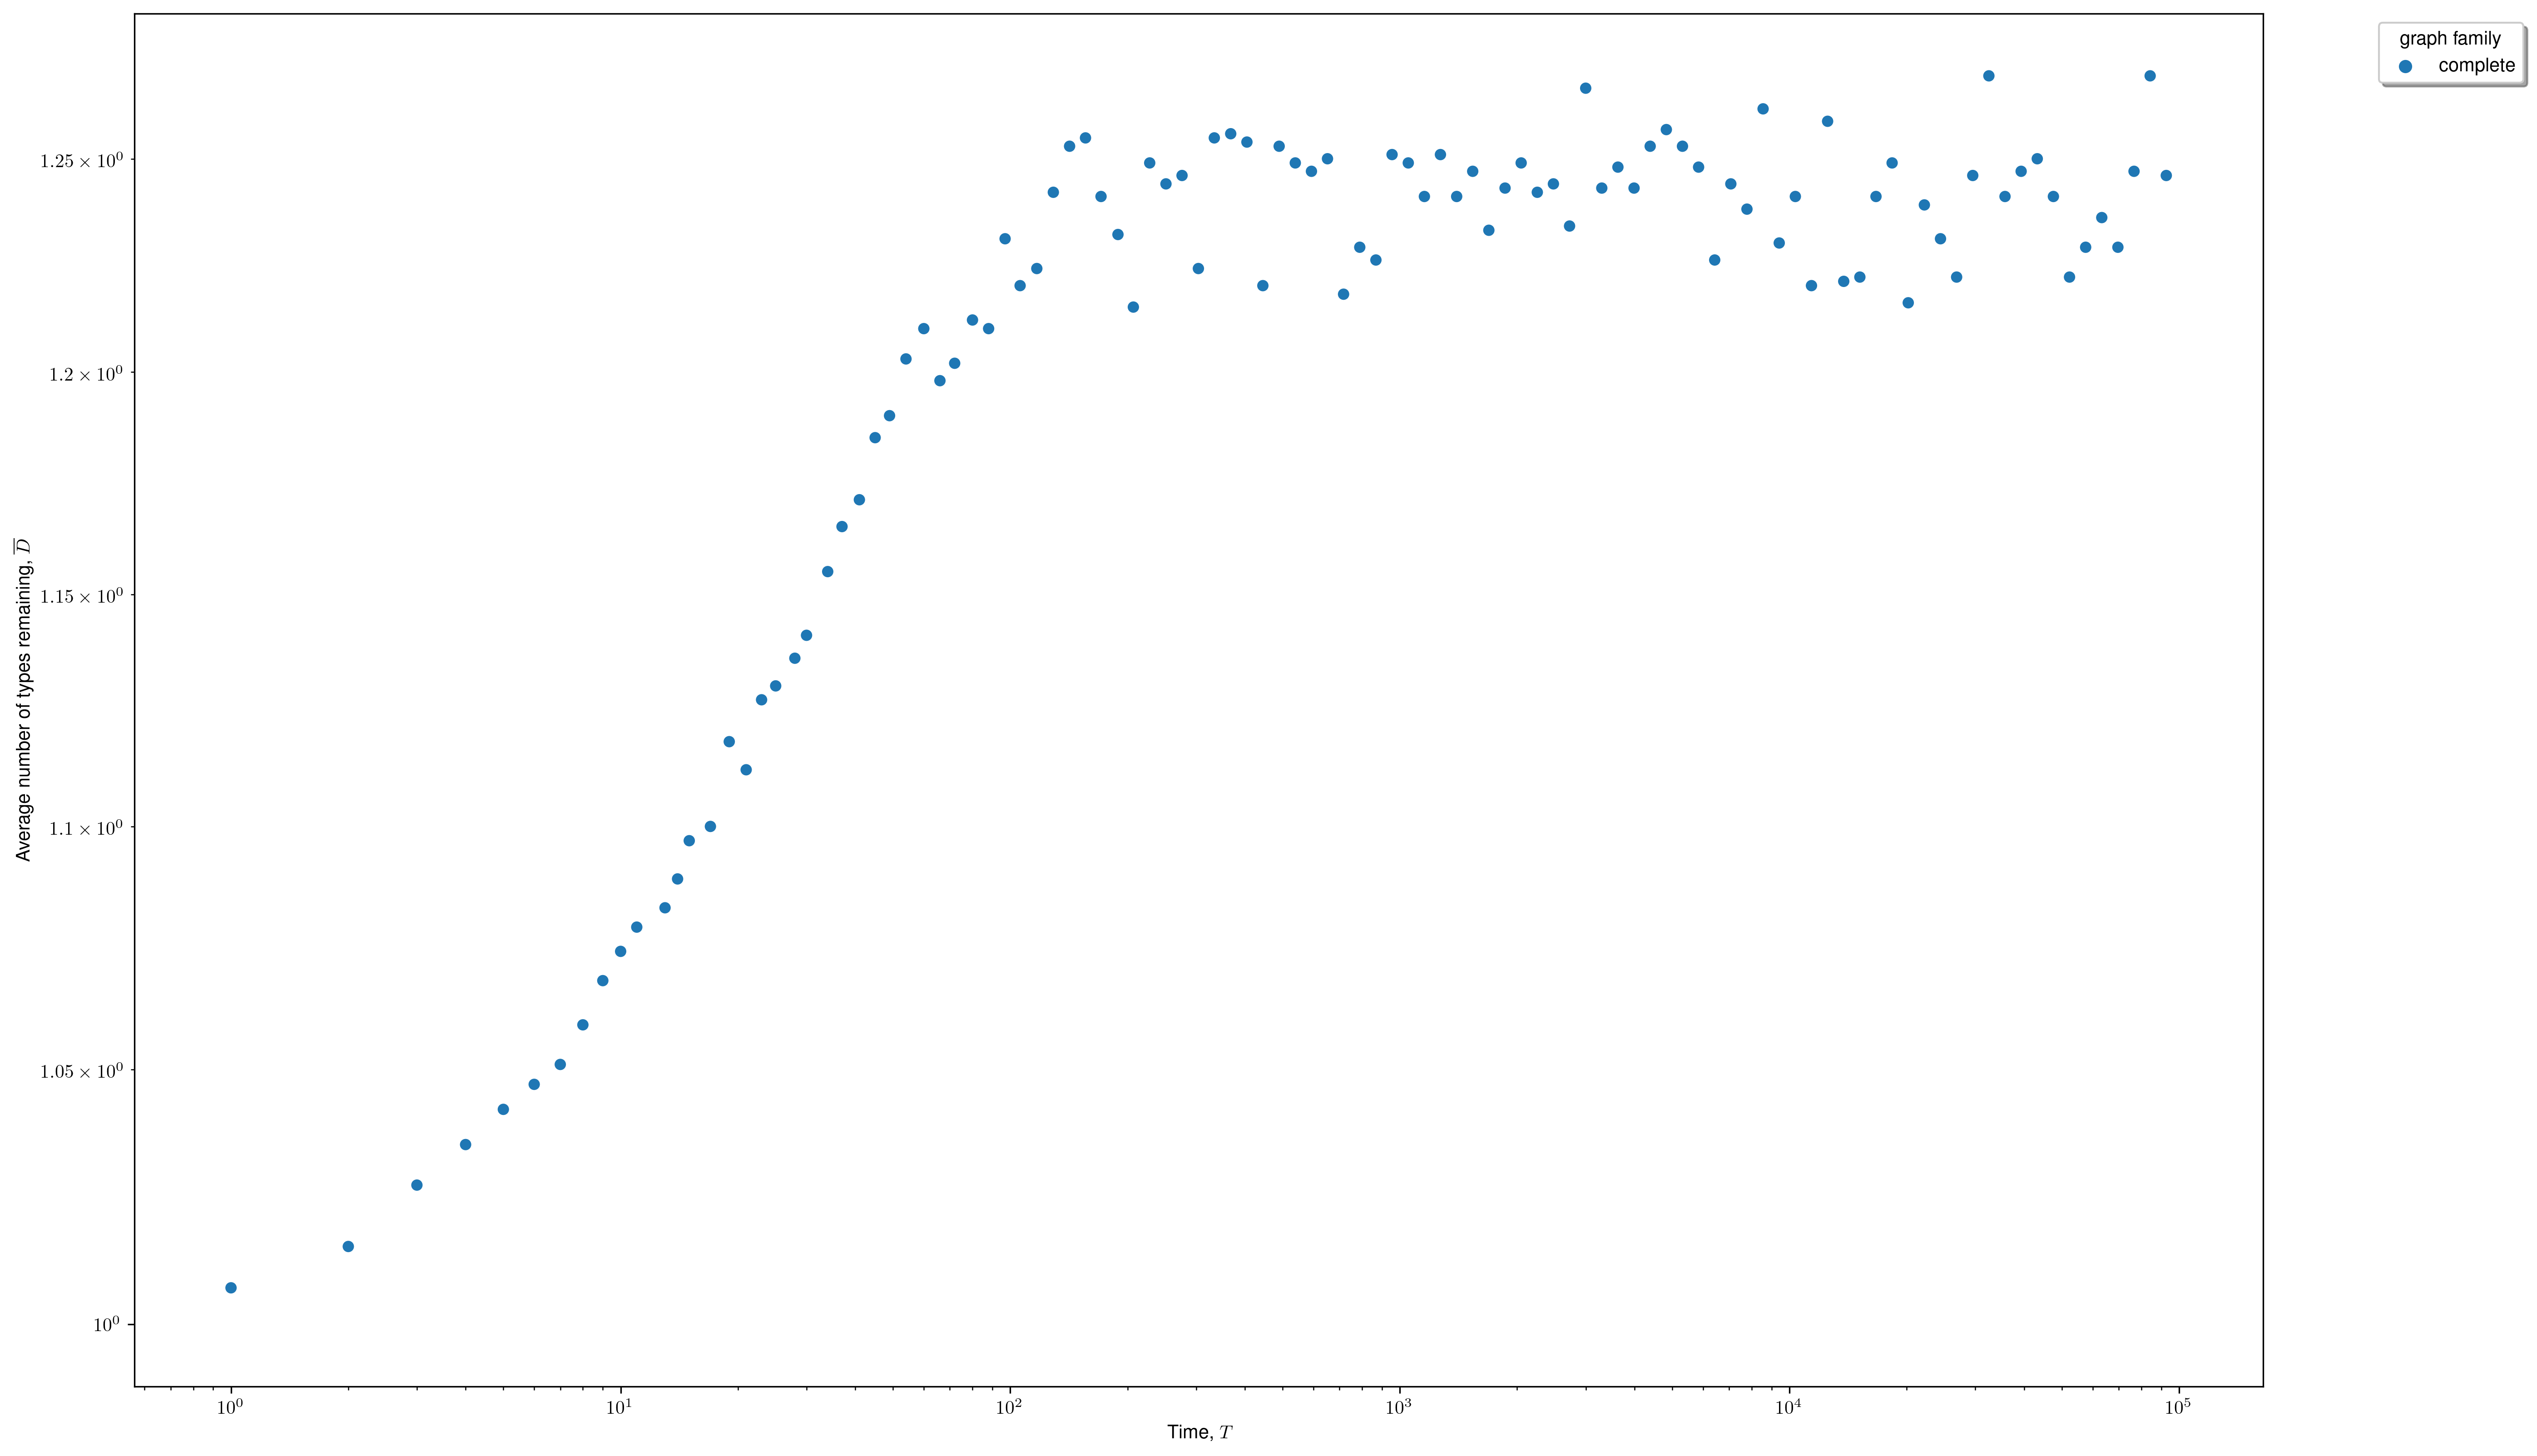 graph family
complete
1.25 × 10⁰
1.2 × 10⁰
1.15 × 10⁰
1.1 × 10⁰
1.05 × 10⁰
10⁰
Average number of types remaining, D̅
10⁰ 10¹ 10² 10³ 10⁴ 10⁵
Time, T